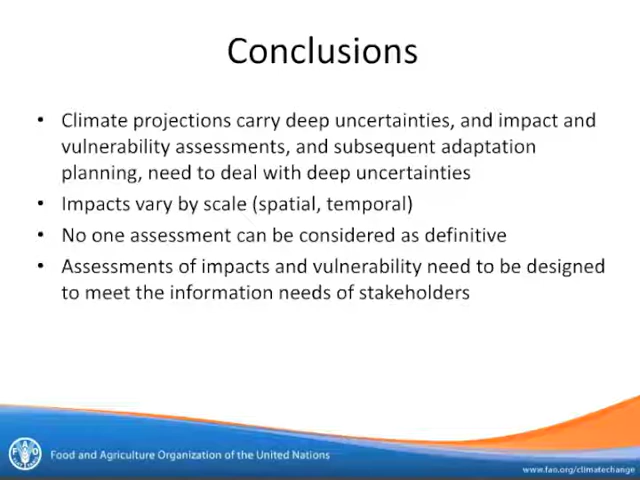 Conclusions
• Climate projections carry deep uncertainties, and impact and
vulnerability assessments, and subsequent adaptation
planning, need to deal with deep uncertainties
• Impacts vary by scale (spatial, temporal)
• No one assessment can be considered as definitive
• Assessments of impacts and vulnerability need to be designed
to meet the information needs of stakeholders
Food and Agriculture Organization of the United Nations
www.fao.org/climatechange